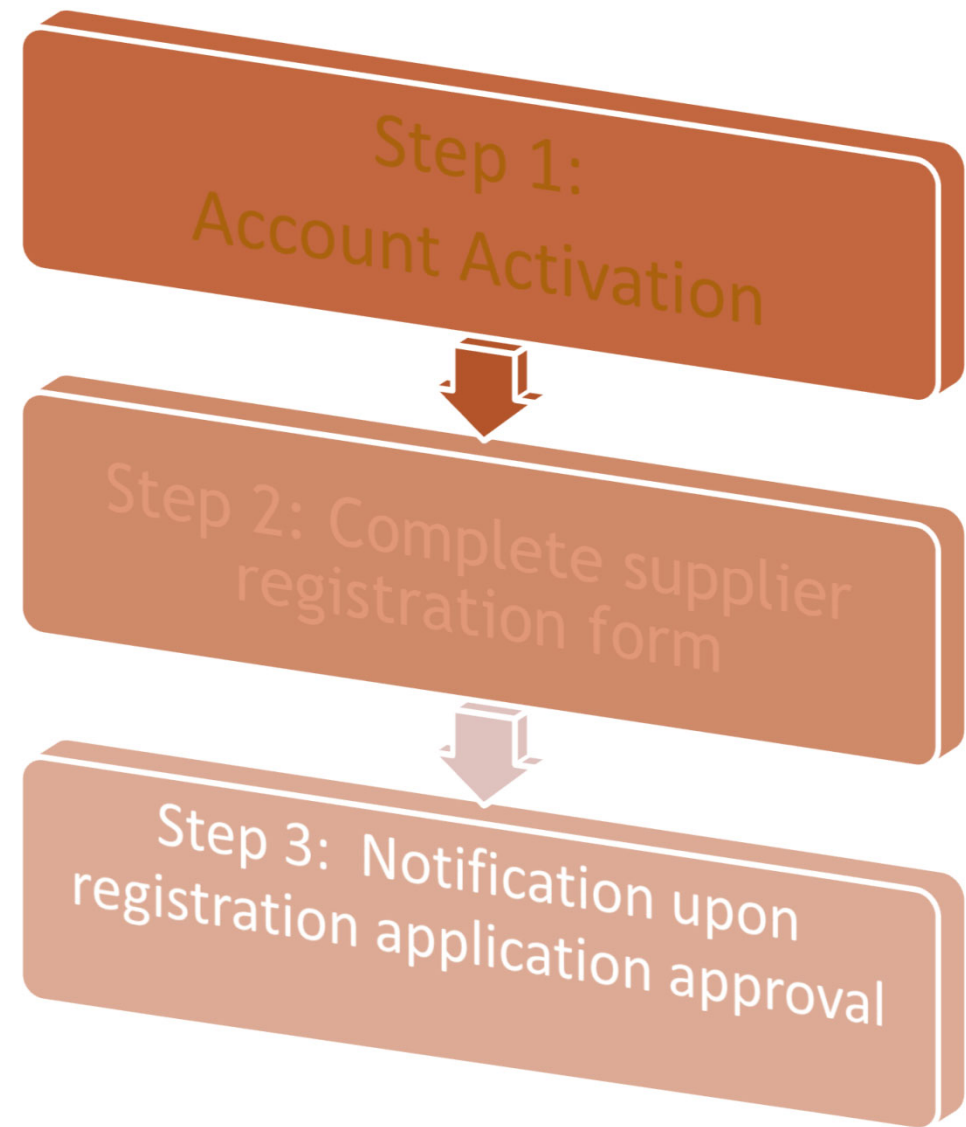 Step 1:
Account Activation
Step 2: Complete supplier
registration form
Step 3: Notification upon
registration application approval